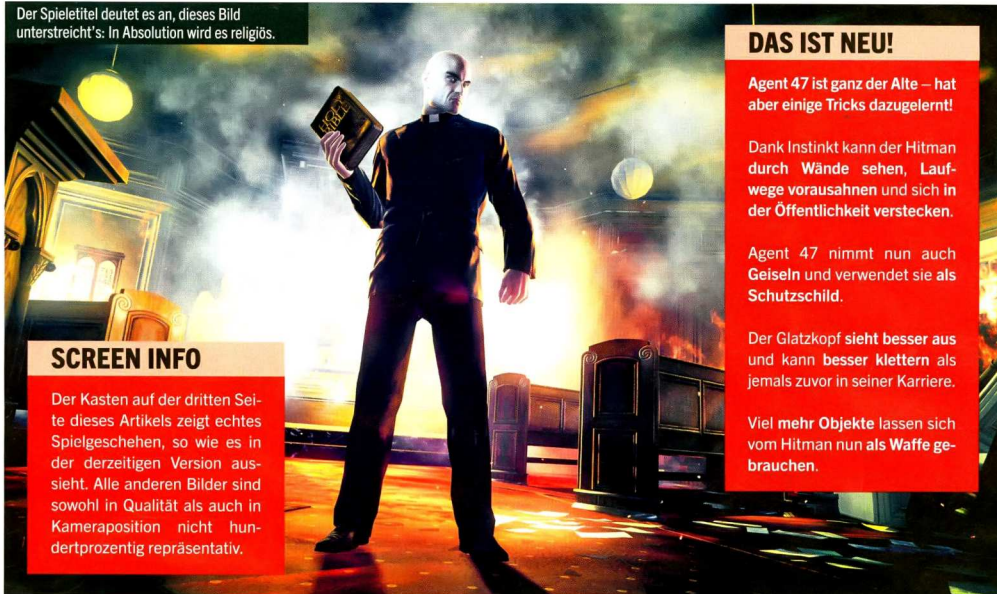 Der Spieletitel deutet es an, dieses Bild
unterstreicht's: In Absolution wird es religiös.
HOLY
BIBLE
SCREEN INFO
Der Kasten auf der dritten Sei-
te dieses Artikels zeigt echtes
Spielgeschehen, so wie es in
der derzeitigen Version aus-
sieht. Alle anderen Bilder sind
sowohl in Qualität als auch in
Kameraposition nicht hun-
dertprozentig repräsentativ.
DAS IST NEU!
Agent 47 ist ganz der Alte – hat
aber einige Tricks dazugelernt!
Dank Instinkt kann der Hitman
durch Wände sehen, Lauf-
wege vorausahnen und sich in
der Öffentlichkeit verstecken.
Agent 47 nimmt nun auch
Geiseln und verwendet sie als
Schutzschild.
Der Glatzkopf sieht besser aus
und kann besser klettern als
jemals zuvor in seiner Karriere.
Viel mehr Objekte lassen sich
vom Hitman nun als Waffe ge-
brauchen.